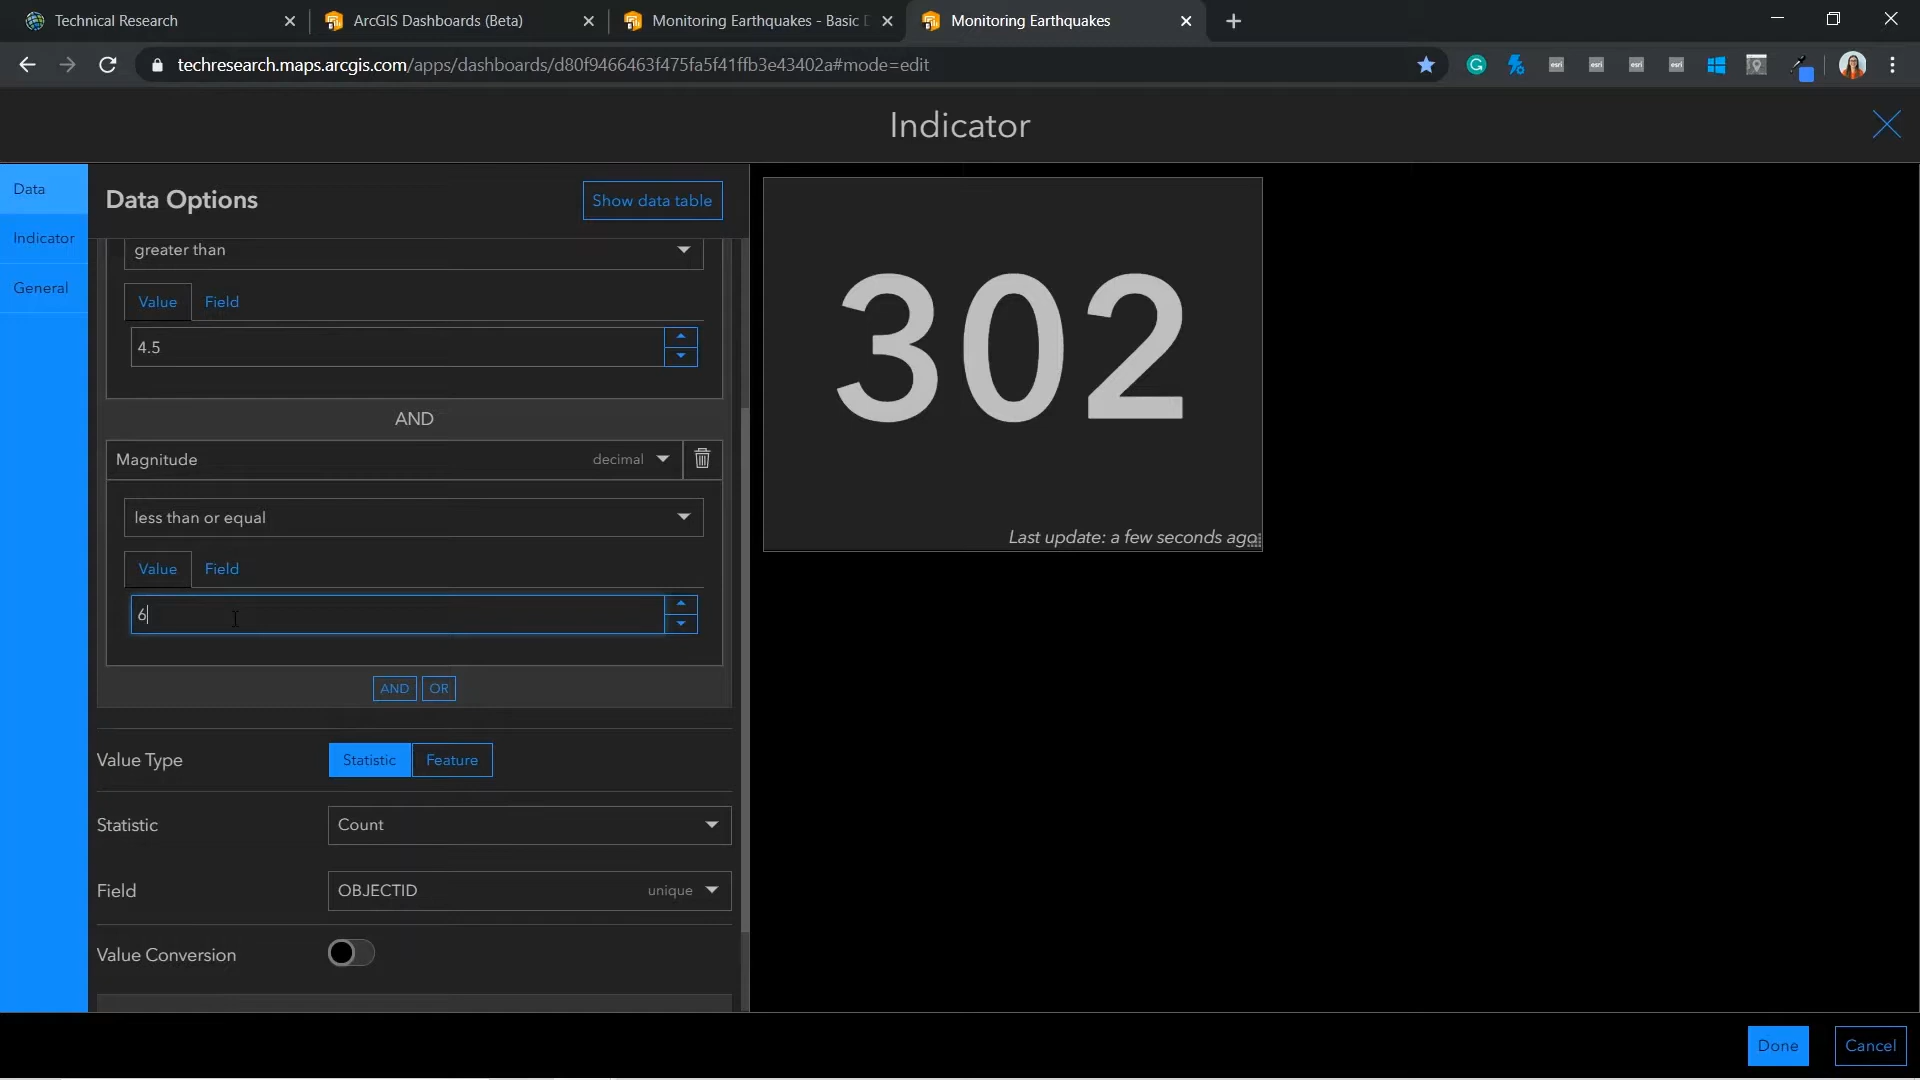 Technical Research
ArcGIS Dashboards (Beta)
Monitoring Earthquakes - Basic D
Monitoring Earthquakes
techresearch.maps.arcgis.com/apps/dashboards/d80f9466463f475fa5f41ffb3e43402a#mode=edit
Indicator
Data
Indicator
General
Data Options
Show data table
greater than
Value
Field
4.5
AND
Magnitude
decimal
less than or equal
Value
Field
6
AND
OR
Value Type
Statistic
Feature
Statistic
Count
Field
OBJECTID
unique
Value Conversion
302
Last update: a few seconds ago
Done
Cancel